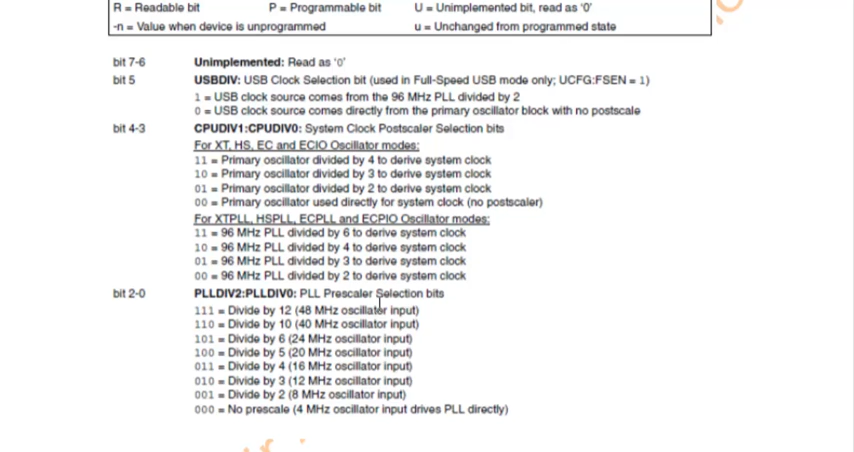 R = Readable bit P = Programmable bit U = Unimplemented bit, read as ‘0’
-n = Value when device is unprogrammed u = Unchanged from programmed state
bit 7-6 Unimplemented: Read as ‘0’
bit 5 USBDIV: USB Clock Selection bit (used in Full-Speed USB mode only; UCFG:FSEN = 1)
1 = USB clock source comes from the 96 MHz PLL divided by 2
0 = USB clock source comes directly from the primary oscillator block with no postscale
bit 4-3 CPUDIV1:CPUDIV0: System Clock Postscaler Selection bits
For XT, HS, EC and ECIO Oscillator modes:
11 = Primary oscillator divided by 4 to derive system clock
10 = Primary oscillator divided by 3 to derive system clock
01 = Primary oscillator divided by 2 to derive system clock
00 = Primary oscillator used directly for system clock (no postscaler)
For XTPLL, HSPLL, ECPLL and ECPIO Oscillator modes:
11 = 96 MHz PLL divided by 6 to derive system clock
10 = 96 MHz PLL divided by 4 to derive system clock
01 = 96 MHz PLL divided by 3 to derive system clock
00 = 96 MHz PLL divided by 2 to derive system clock
bit 2-0 PLLDIV2:PLLDIV0: PLL Prescaler Selection bits
111 = Divide by 12 (48 MHz oscillator input)
110 = Divide by 10 (40 MHz oscillator input)
101 = Divide by 6 (24 MHz oscillator input)
100 = Divide by 5 (20 MHz oscillator input)
011 = Divide by 4 (16 MHz oscillator input)
010 = Divide by 3 (12 MHz oscillator input)
001 = Divide by 2 (8 MHz oscillator input)
000 = No prescale (4 MHz oscillator input drives PLL directly)